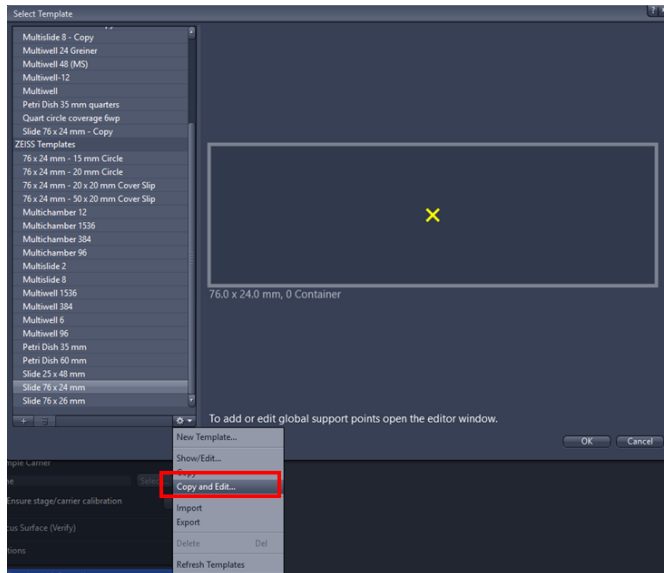 Select Template
?
Multislide 8 - Copy
Multiwell 24 Greiner
Multiwell 48 (MS)
Multiwell-12
Multiwell
Petri Dish 35 mm quarters
Quart circle coverage 6wp
Slide 76 x 24 mm - Copy
ZEISS Templates
76 x 24 mm - 15 mm Circle
76 x 24 mm - 20 mm Circle
76 x 24 mm - 20 x 20 mm Cover Slip
76 x 24 mm - 50 x 20 mm Cover Slip
Multichamber 12
Multichamber 1536
Multichamber 384
Multichamber 96
Multislide 2
Multislide 8
Multiwell 1536
Multiwell 384
Multiwell 6
Multiwell 96
Petri Dish 35 mm
Petri Dish 60 mm
Slide 25 x 48 mm
Slide 76 x 24 mm
Slide 76 x 26 mm
76.0 x 24.0 mm, 0 Container
To add or edit global support points open the editor window.
OK Cancel
New Template...
Show/Edit...
Copy
Copy and Edit...
Import
Export
Delete Del
Refresh Templates
mple Carrier
ne Selec
Ensure stage/carrier calibration
cus Surface (Verify)
tions